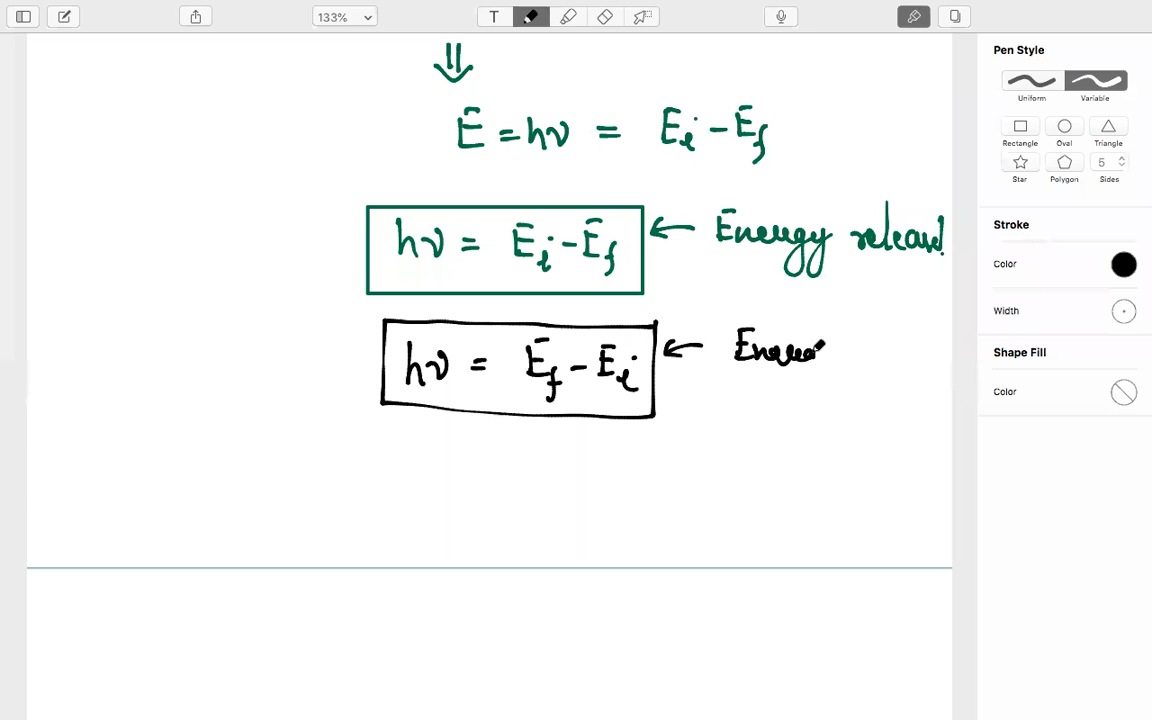 133%
T
Pen Style
Uniform Variable
Rectangle Oval Triangle
5
Star Polygon Sides
Stroke
Color
Width
Shape Fill
Color
⇓
E = hν = Ei - Ef
hν = Ei - Ef ← Energy released
hν = Ef - Ei ←